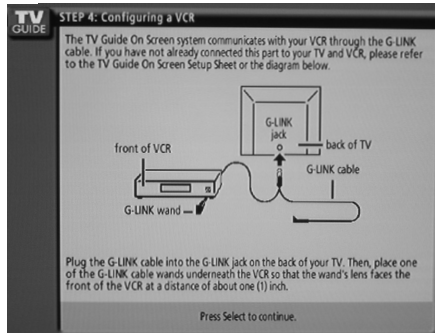 TV
GUIDE
STEP 4: Configuring a VCR
The TV Guide On Screen system communicates with your VCR through the G-LINK
cable. If you have not already connected this part to your TV and VCR, please refer
to the TV Guide On Screen Setup Sheet or the diagram below.
G-LINK
jack
front of VCR
back of TV
G-LINK cable
G-LINK wand
Plug the G-LINK cable into the G-LINK jack on the back of your TV. Then, place one
of the G-LINK cable wands underneath the VCR so that the wand's lens faces the
front of the VCR at a distance of about one (1) inch.
Press Select to continue.